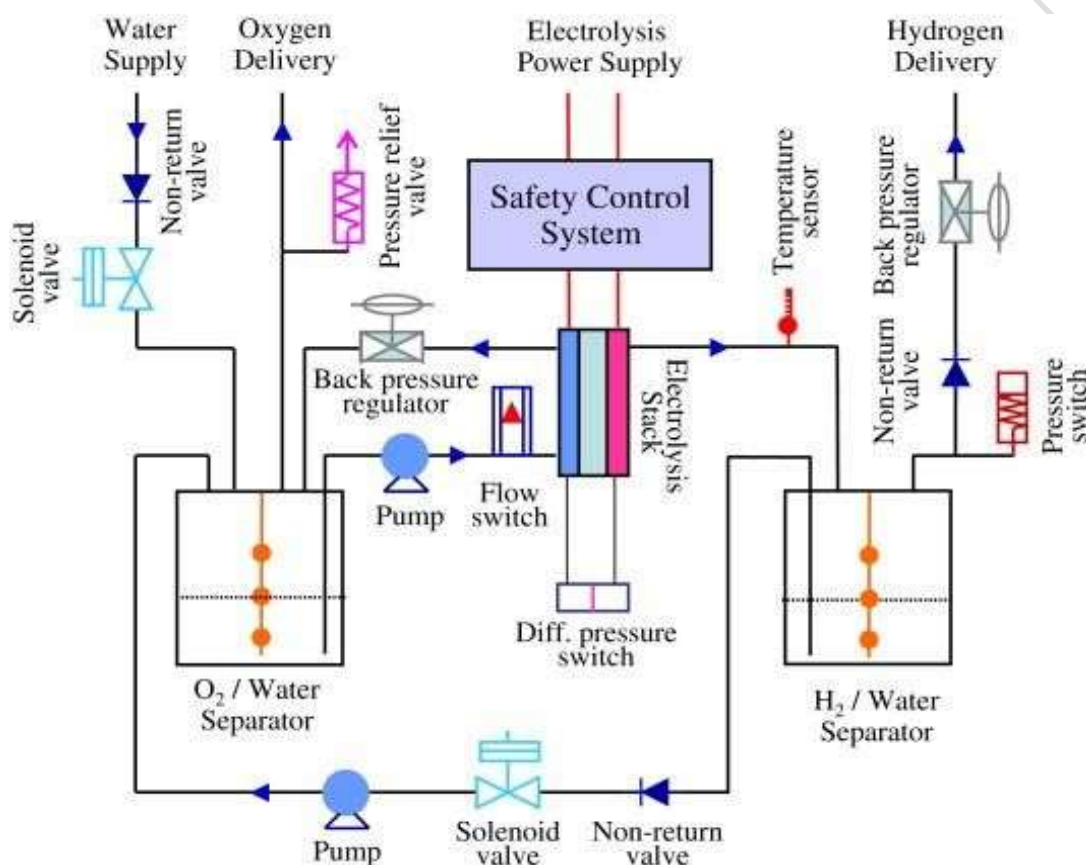 Water
Supply
Oxygen
Delivery
Electrolysis
Power Supply
Hydrogen
Delivery
Non-return
valve
Pressure relief
valve
Safety Control
System
Temperature
sensor
Back pressure
regulator
Solenoid
valve
Back pressure
regulator
Electrolysis
Stack
Non-return
valve
Pressure
switch
Pump
Flow
switch
Diff. pressure
switch
O₂ / Water
Separator
H₂ / Water
Separator
Pump
Solenoid
valve
Non-return
valve